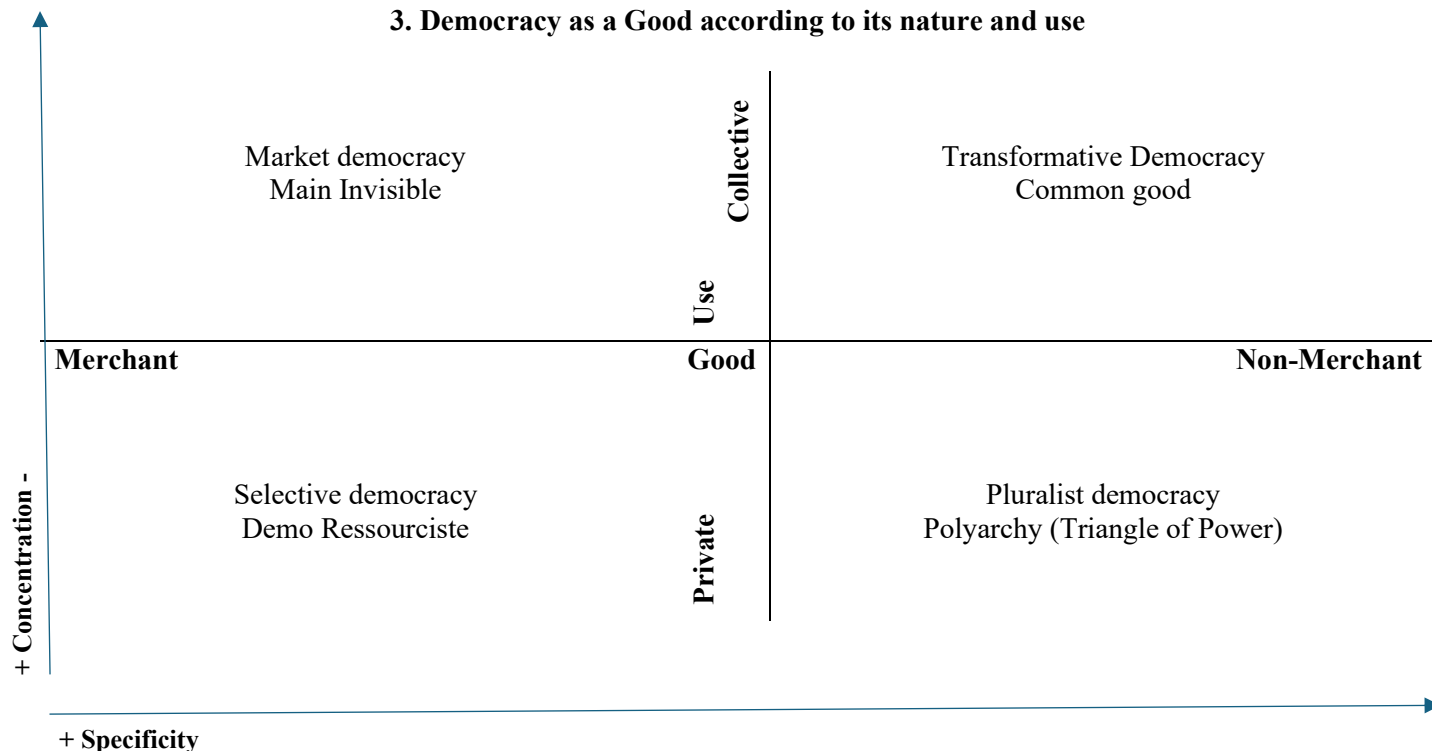 3. Democracy as a Good according to its nature and use
Market democracy
Main Invisible
Collective
Transformative Democracy
Common good
Use
Merchant
Good
Non-Merchant
Selective democracy
Demo Ressourciste
Private
Pluralist democracy
Polyarchy (Triangle of Power)
+ Concentration -
+ Specificity